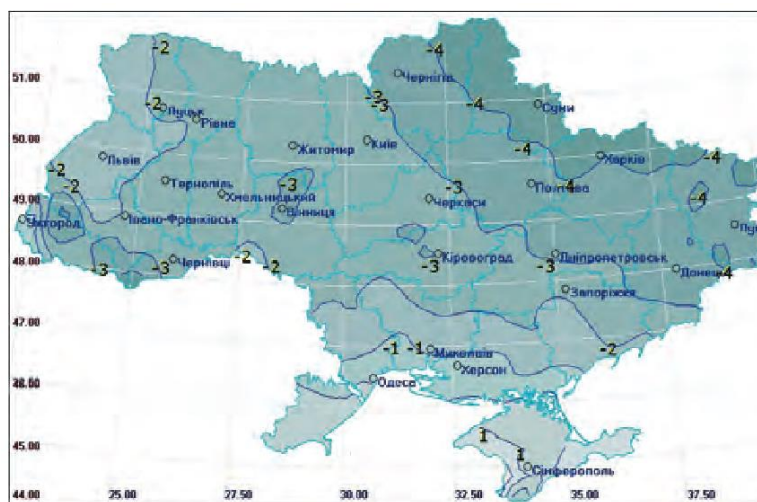 -2
-4
51.00
Чернігів
-3
-3
-2
Луцьк
Рівне
-4
Суми
50.00
Житомир
Київ
-4
Харків
-4
Львів
-2
-2
Тернопіль
-3
-3
Полтава
-4
-4
Хмельницький
49.00
Вінниця
Черкаси
Ужгород
Івано-Франківськ
48.00
-3
-3
Чернівці
-2
-2
-3
Кіровоград
-3
Дніпропетровськ
Донецьк
-4
Запоріжжя
47.00
-1
-1
Миколаїв
-2
Херсон
46.00
Одеса
45.00
1
1
Сімферополь
44.00
25.00
27.50
30.00
32.50
35.00
37.50